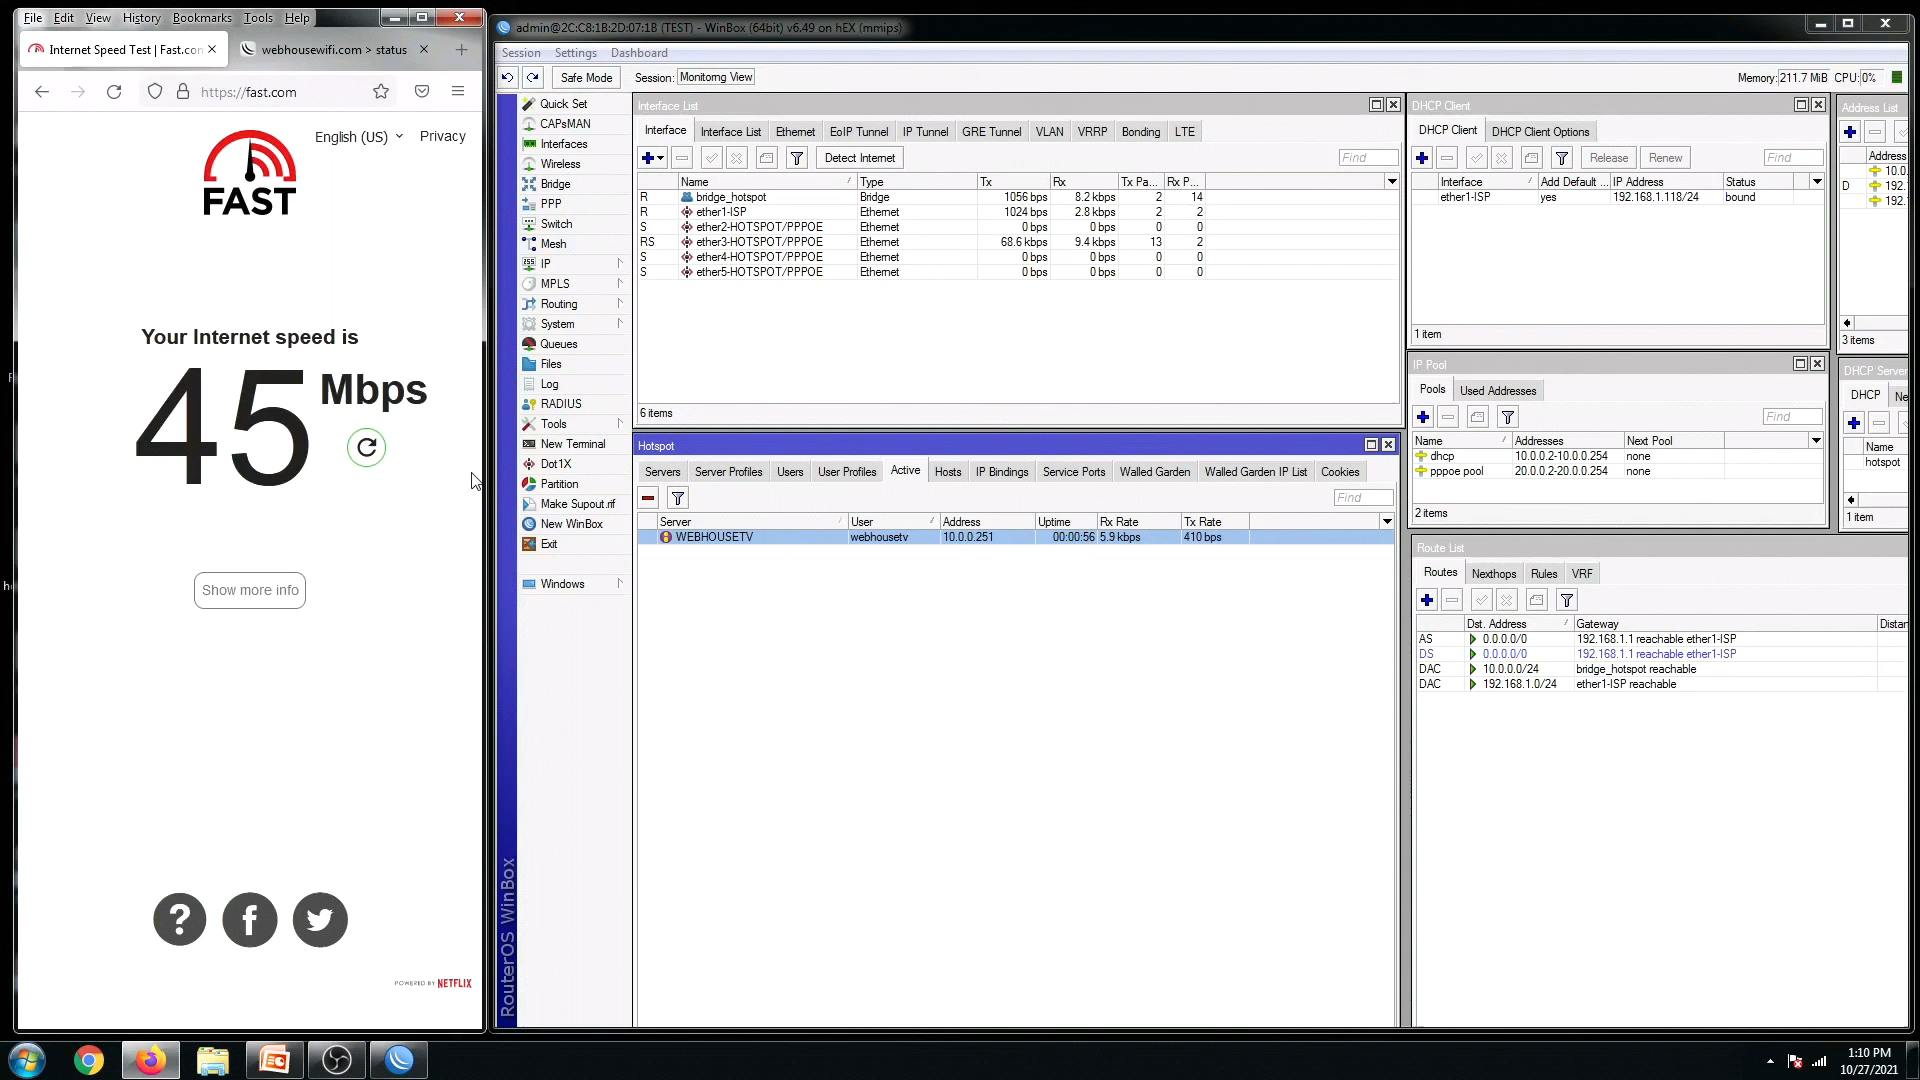 File Edit View History Bookmarks Tools Help
Internet Speed Test | Fast.con
webhousewifi.com > status
https://fast.com
English (US)
Privacy
FAST
Your Internet speed is
45 Mbps
Show more info
POWERED BY NETFLIX
admin@2C:C8:1B:2D:07:1B (TEST) - WinBox (64bit) v6.49 on hEX (mmips)
Session Settings Dashboard
Safe Mode Session: Monitorng View
Memory: 211.7 MiB CPU: 0%
Quick Set
CAPsMAN
Interfaces
Wireless
Bridge
PPP
Switch
Mesh
IP
MPLS
Routing
System
Queues
Files
Log
RADIUS
Tools
New Terminal
Dot1X
Partition
Make Supout.rif
New WinBox
Exit
Windows
RouterOS WinBox
Interface List
Interface Interface List Ethernet EoIP Tunnel IP Tunnel GRE Tunnel VLAN VRRP Bonding LTE
Detect Internet Find
Name Type Tx Rx Tx Pa... Rx P...
R bridge_hotspot Bridge 1056 bps 8.2 kbps 2 14
R ether1-ISP Ethernet 1024 bps 2.8 kbps 2 2
S ether2-HOTSPOT/PPPOE Ethernet 0 bps 0 bps 0 0
RS ether3-HOTSPOT/PPPOE Ethernet 68.6 kbps 9.4 kbps 13 2
S ether4-HOTSPOT/PPPOE Ethernet 0 bps 0 bps 0 0
S ether5-HOTSPOT/PPPOE Ethernet 0 bps 0 bps 0 0
6 items
Hotspot
Servers Server Profiles Users User Profiles Active Hosts IP Bindings Service Ports Walled Garden Walled Garden IP List Cookies
Find
Server User Address Uptime Rx Rate Tx Rate
WEBHOUSETV webhousetv 10.0.0.251 00:00:56 5.9 kbps 410 bps
DHCP Client
DHCP Client DHCP Client Options
Release Renew Find
Interface Add Default ... IP Address Status
ether1-ISP yes 192.168.1.118/24 bound
1 item
IP Pool
Pools Used Addresses
Find
Name Addresses Next Pool
dhcp 10.0.0.2-10.0.0.254 none
pppoe pool 20.0.0.2-20.0.0.254 none
2 items
Route List
Routes Nexthops Rules VRF
Dst. Address Gateway Distan
AS 0.0.0.0/0 192.168.1.1 reachable ether1-ISP
DS 0.0.0.0/0 192.168.1.1 reachable ether1-ISP
DAC 10.0.0.0/24 bridge_hotspot reachable
DAC 192.168.1.0/24 ether1-ISP reachable
Address List
Address
10.0.
D 192.
192.
3 items
DHCP Server
DHCP Ne
Name
hotspot
1 item
1:10 PM
10/27/2021